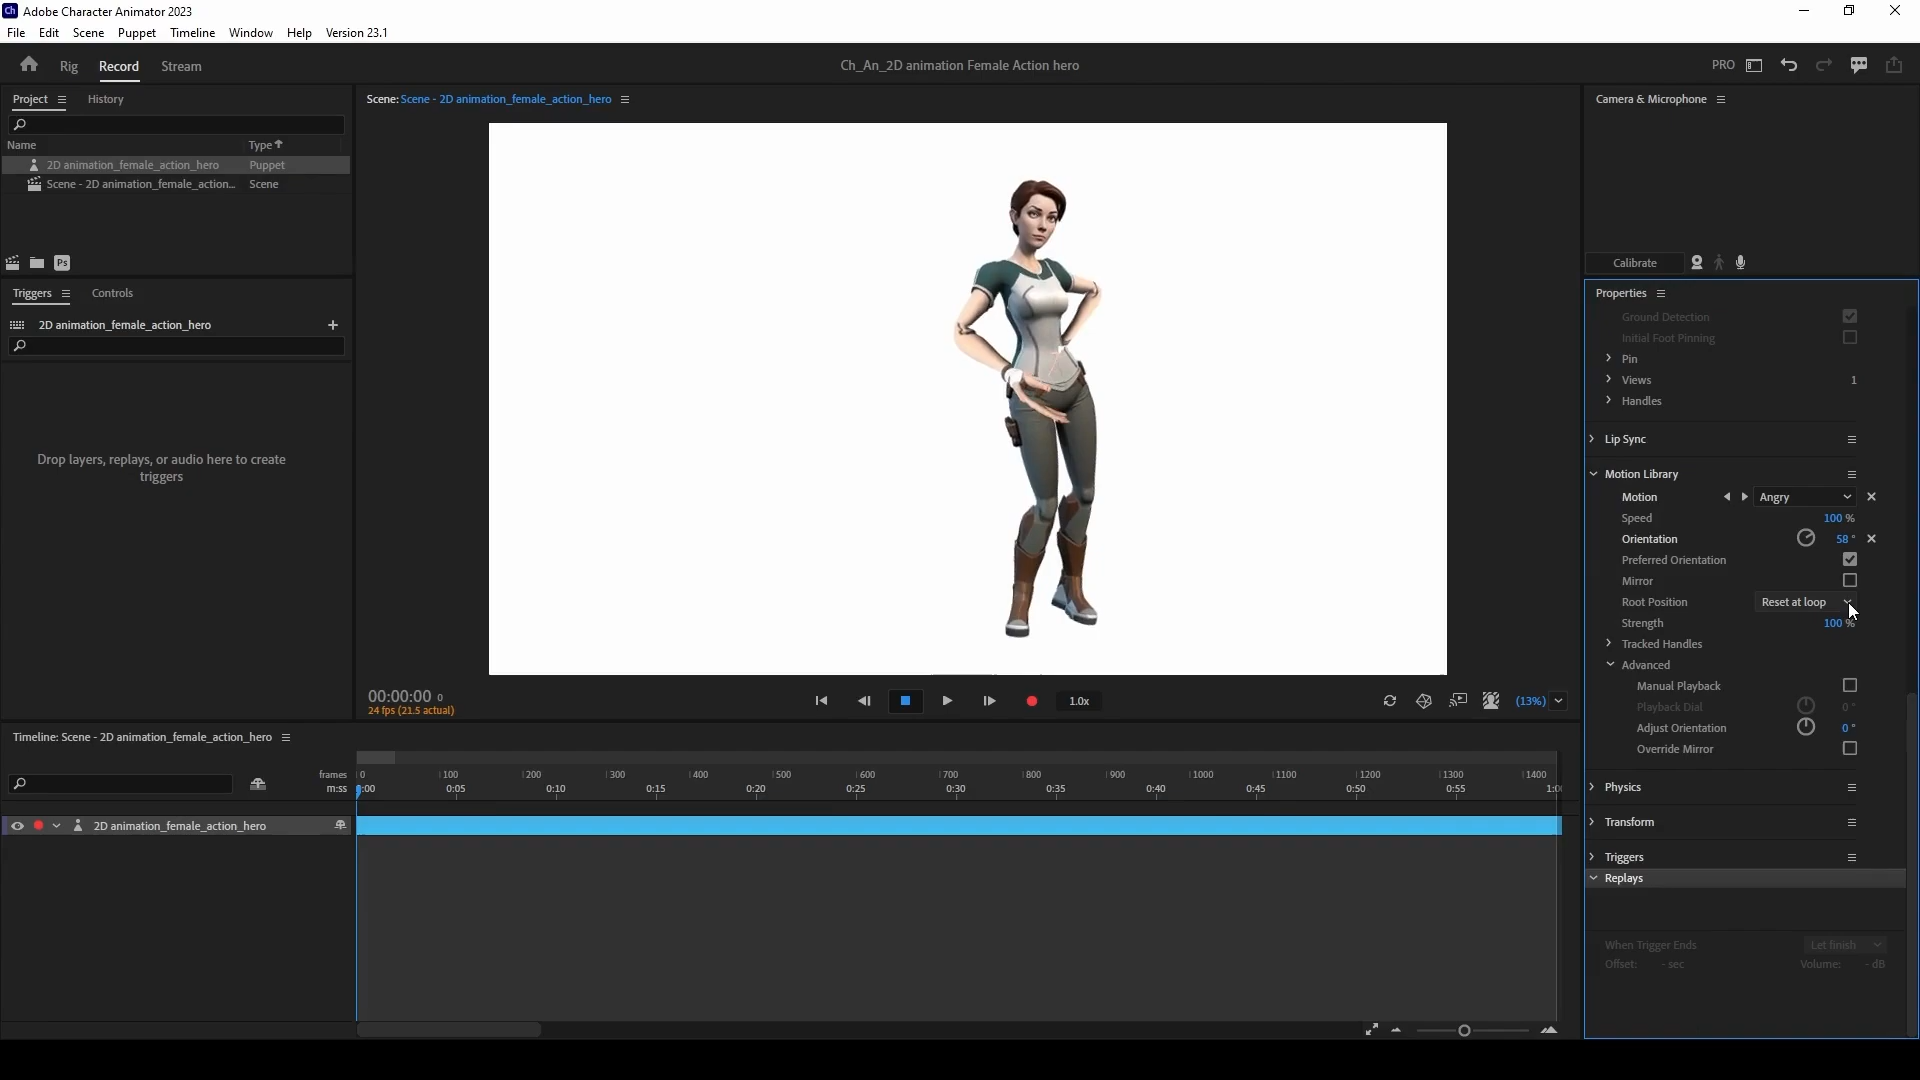 Ch Adobe Character Animator 2023
File Edit Scene Puppet Timeline Window Help Version 23.1
Rig Record Stream Ch_An_2D animation Female Action hero PRO
Project History
Name Type
2D animation_female_action_hero Puppet
Scene - 2D animation_female_action... Scene
Ps
Triggers Controls
2D animation_female_action_hero +
Drop layers, replays, or audio here to create
triggers
Scene: Scene - 2D animation_female_action_hero
00:00:00 0
24 fps (21.5 actual)
1.0x
(13%)
Camera & Microphone
Calibrate
Properties
Ground Detection
Initial Foot Pinning
Pin
Views 1
Handles
Lip Sync
Motion Library
Motion Angry
Speed 100 %
Orientation 58 °
Preferred Orientation
Mirror
Root Position Reset at loop
Strength 100 %
Tracked Handles
Advanced
Manual Playback
Playback Dial 0 °
Adjust Orientation 0 °
Override Mirror
Physics
Transform
Triggers
Replays
When Trigger Ends Let finish
Offset: - sec Volume: - dB
Timeline: Scene - 2D animation_female_action_hero
frames 0 100 200 300 400 500 600 700 800 900 1000 1100 1200 1300 1400
m:ss :00 0:05 0:10 0:15 0:20 0:25 0:30 0:35 0:40 0:45 0:50 0:55
2D animation_female_action_hero